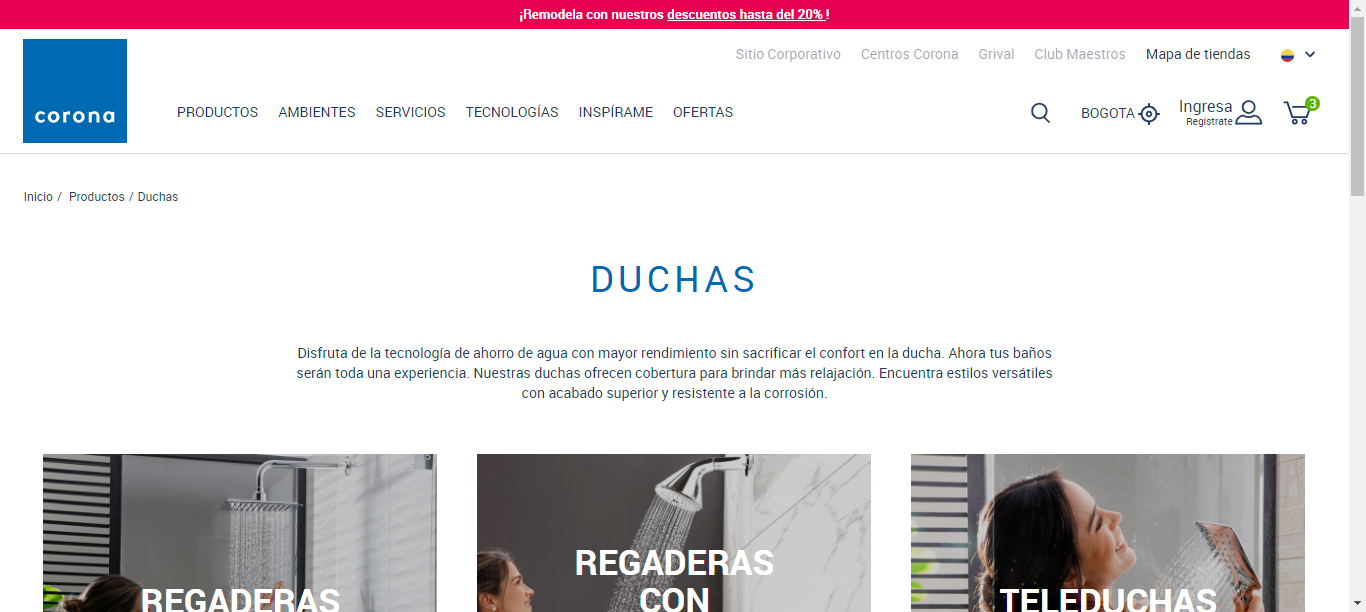 ¡Remodela con nuestros descuentos hasta del 20% !
Sitio Corporativo Centros Corona Grival Club Maestros Mapa de tiendas
corona
PRODUCTOS AMBIENTES SERVICIOS TECNOLOGÍAS INSPÍRAME OFERTAS
BOGOTA
Ingresa
Regístrate
3
Inicio / Productos / Duchas
DUCHAS
Disfruta de la tecnología de ahorro de agua con mayor rendimiento sin sacrificar el confort en la ducha. Ahora tus baños
serán toda una experiencia. Nuestras duchas ofrecen cobertura para brindar más relajación. Encuentra estilos versátiles
con acabado superior y resistente a la corrosión.
REGADERAS
REGADERAS
CON
TELEDUCHAS